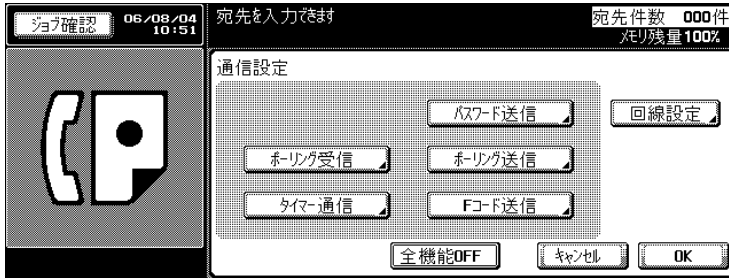 ジョブ確認
06/08/04
10:51
宛先を入力できます
宛先件数 000件
メモリ残量100%
通信設定
パスワード送信
回線設定
ポーリング受信
ポーリング送信
タイマー通信
Fコード送信
全機能OFF
キャンセル
OK